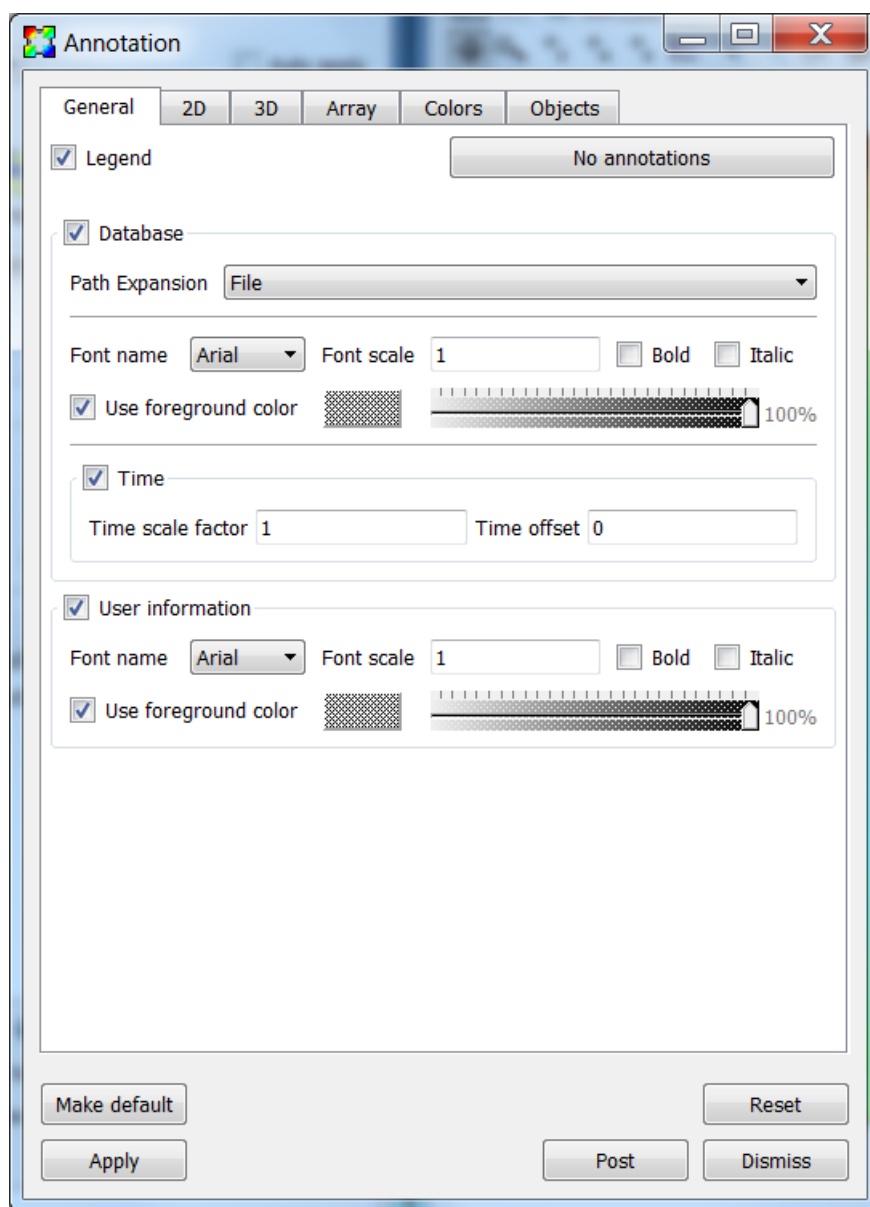 Annotation
General 2D 3D Array Colors Objects
Legend No annotations
Database
Path Expansion File
Font name Arial Font scale 1 Bold Italic
Use foreground color 100%
Time
Time scale factor 1 Time offset 0
User information
Font name Arial Font scale 1 Bold Italic
Use foreground color 100%
Make default Reset
Apply Post Dismiss